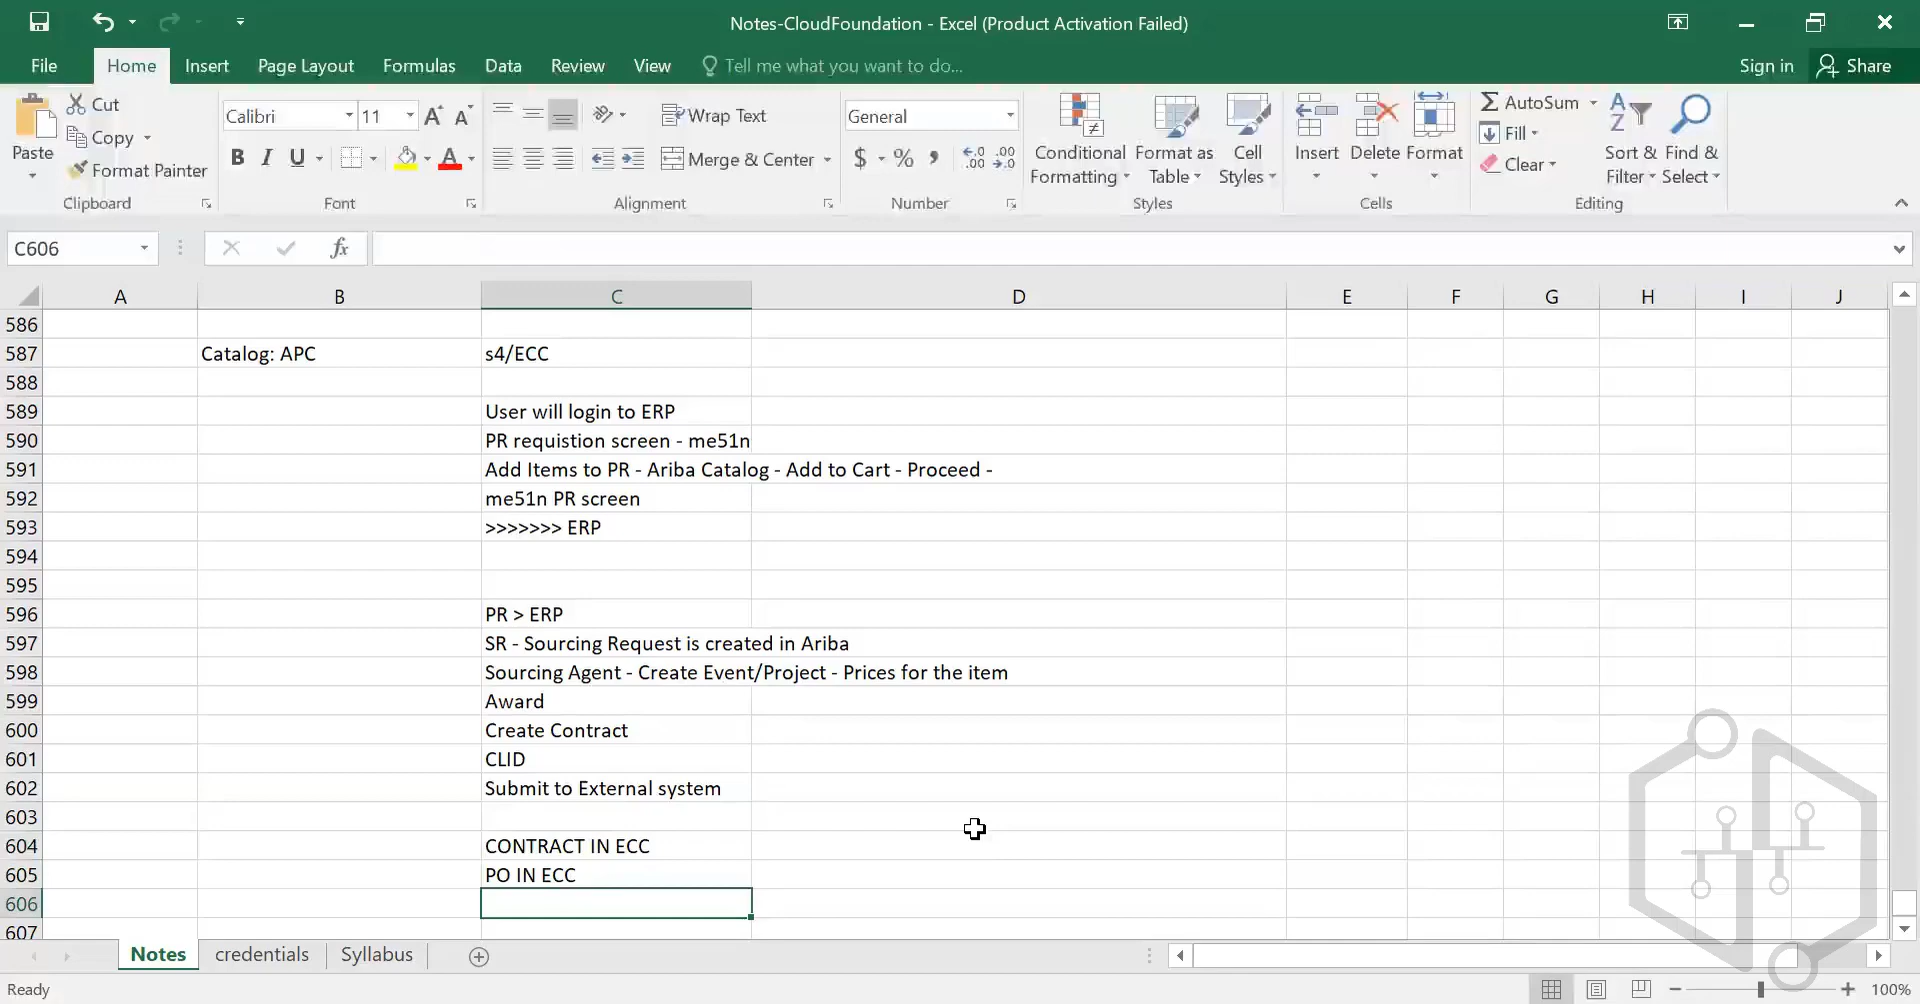 Notes-CloudFoundation - Excel (Product Activation Failed)
File Home Insert Page Layout Formulas Data Review View Tell me what you want to do... Sign in Share
Paste
Cut
Copy
Format Painter
Clipboard
Calibri 11
B I U
Font
Wrap Text
Merge & Center
Alignment
General
$ % ,
Number
Conditional Formatting
Format as Table
Cell Styles
Styles
Insert Delete Format
Cells
AutoSum
Fill
Clear
Sort & Filter
Find & Select
Editing
C606 fx
A B C D E F G H I J
586
587 Catalog: APC s4/ECC
588
589 User will login to ERP
590 PR requistion screen - me51n
591 Add Items to PR - Ariba Catalog - Add to Cart - Proceed -
592 me51n PR screen
593 >>>>>>> ERP
594
595
596 PR > ERP
597 SR - Sourcing Request is created in Ariba
598 Sourcing Agent - Create Event/Project - Prices for the item
599 Award
600 Create Contract
601 CLID
602 Submit to External system
603
604 CONTRACT IN ECC
605 PO IN ECC
606
607
Notes credentials Syllabus
Ready 100%